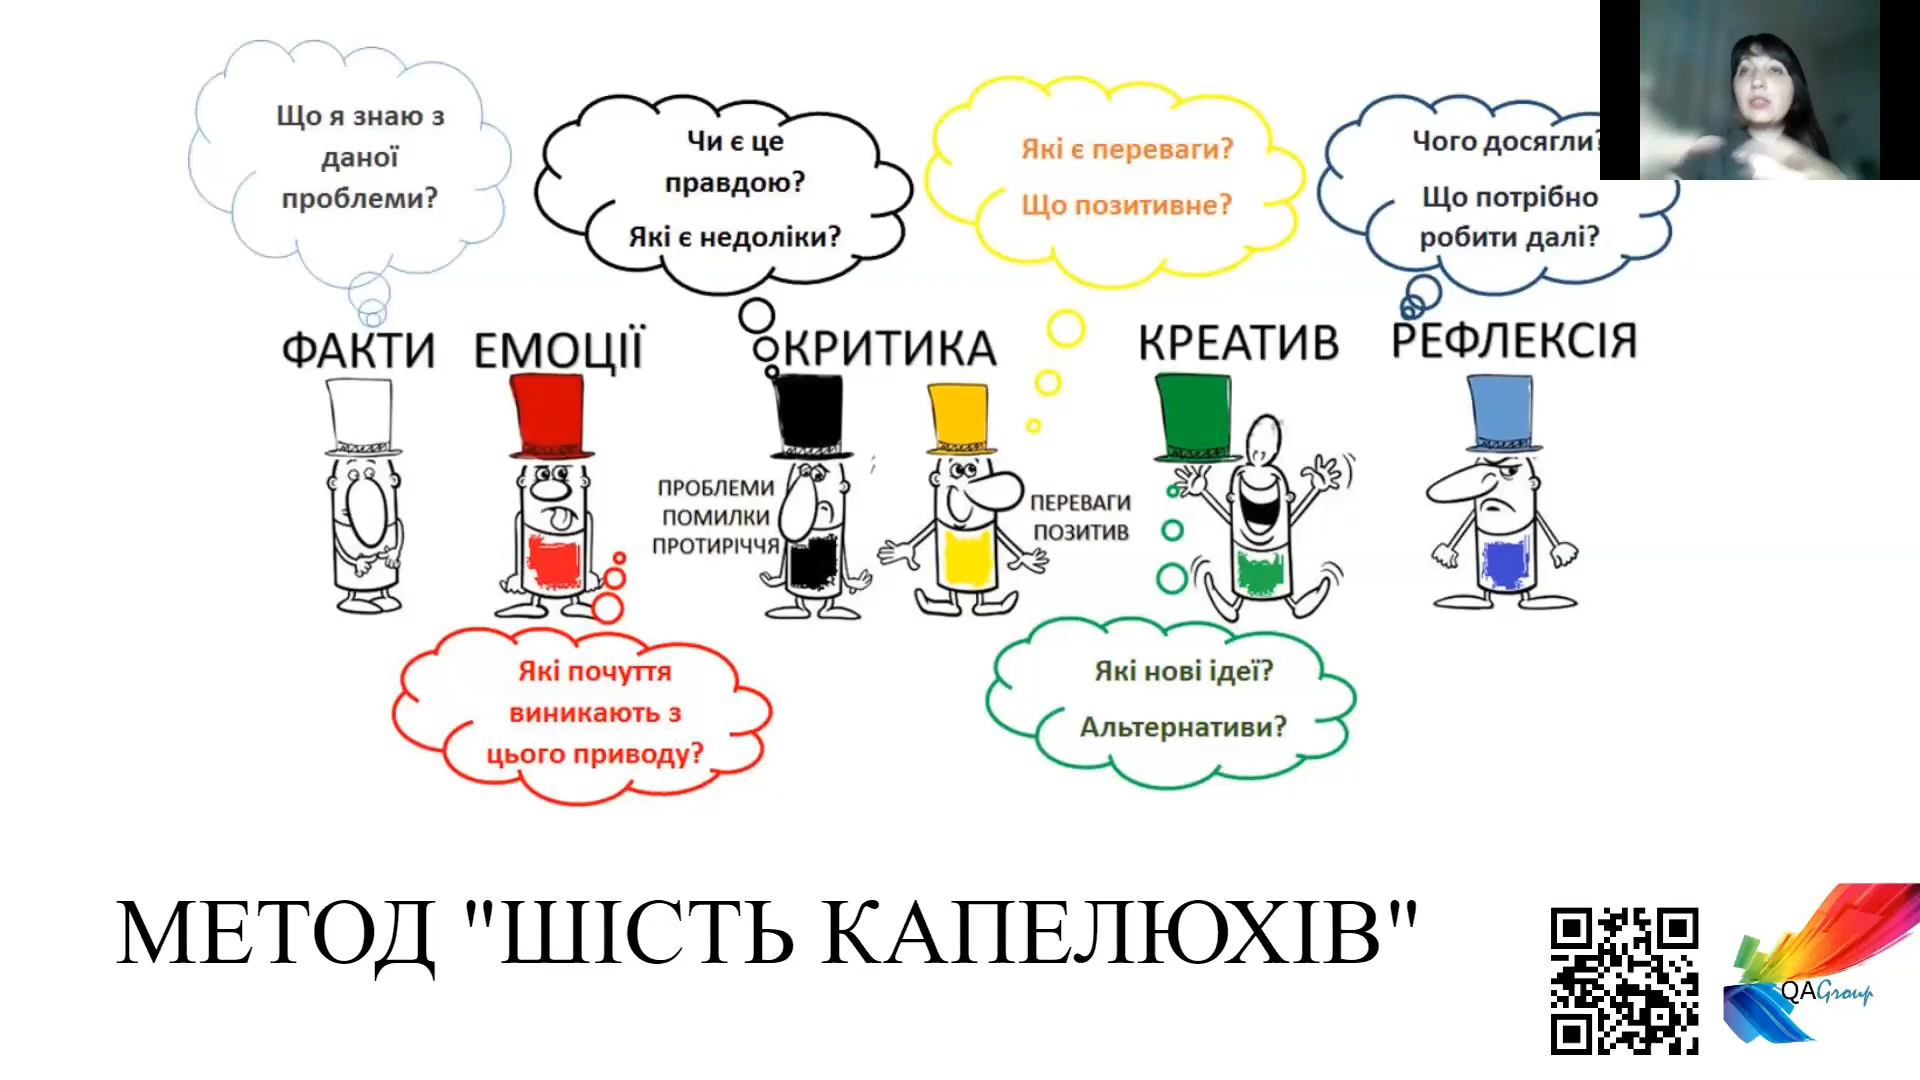 Що я знаю з
даної
проблеми?
Чи є це
правдою?
Які є недоліки?
Які є переваги?
Що позитивне?
Чого досягли?
Що потрібно
робити далі?
ФАКТИ
ЕМОЦІЇ
КРИТИКА
КРЕАТИВ
РЕФЛЕКСІЯ
ПРОБЛЕМИ
ПОМИЛКИ
ПРОТИРІЧЧЯ
ПЕРЕВАГИ
ПОЗИТИВ
Які почуття
виникають з
цього приводу?
Які нові ідеї?
Альтернативи?
МЕТОД "ШІСТЬ КАПЕЛЮХІВ"
QAGroup